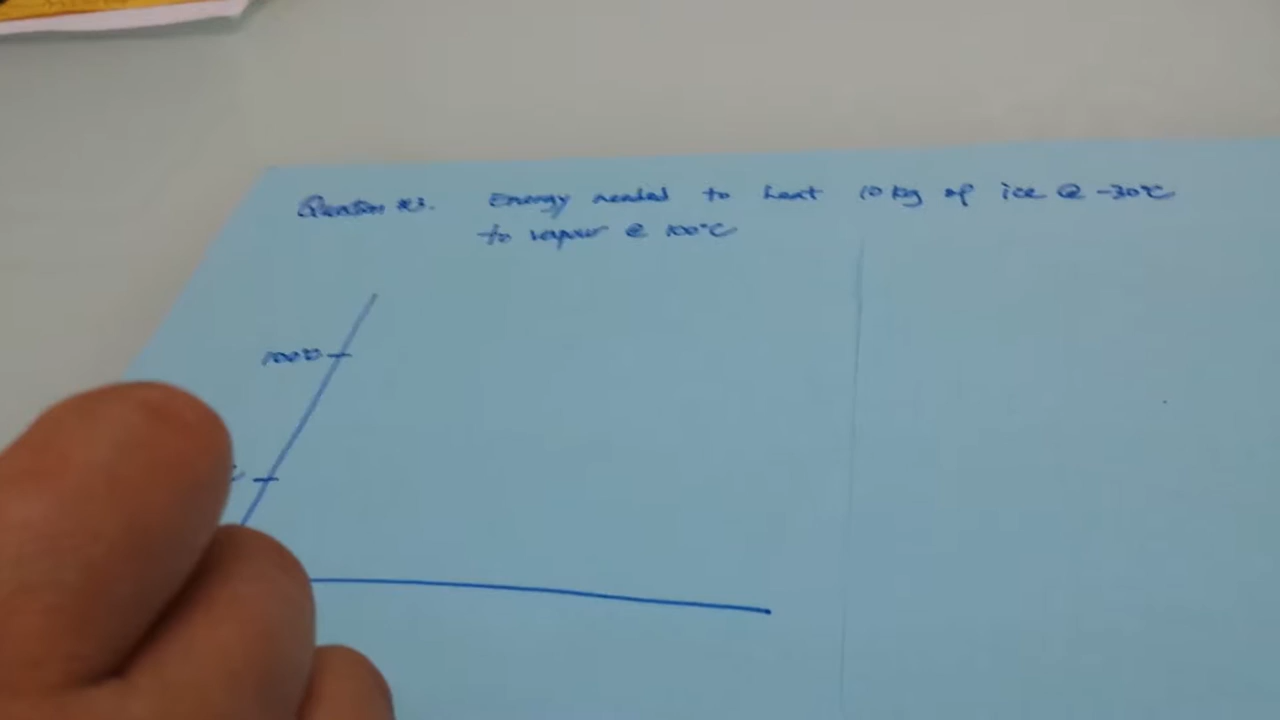 Question #3. Energy needed to heat 10 kg of ice @ -30°C
to vapour @ 100°C
100°C